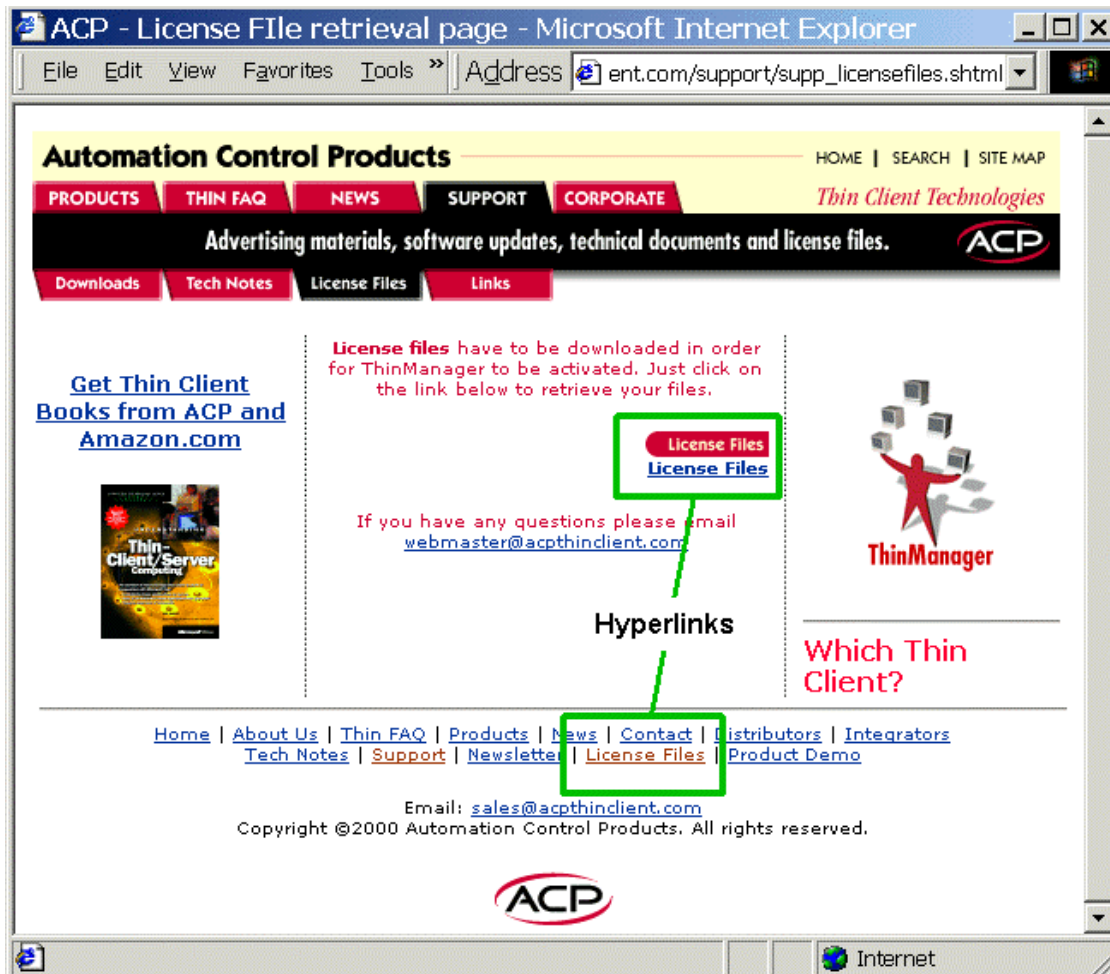 ACP - License FIle retrieval page - Microsoft Internet Explorer
File Edit View Favorites Tools » Address ent.com/support/supp_licensefiles.shtml
Automation Control Products HOME | SEARCH | SITE MAP
PRODUCTS THIN FAQ NEWS SUPPORT CORPORATE Thin Client Technologies
Advertising materials, software updates, technical documents and license files. ACP
Downloads Tech Notes License Files Links
Get Thin Client
Books from ACP and
Amazon.com
Thin-
Client/Server
Computing
License files have to be downloaded in order
for ThinManager to be activated. Just click on
the link below to retrieve your files.
License Files
License Files
If you have any questions please email
webmaster@acpthinclient.com
Hyperlinks
ThinManager
Which Thin
Client?
Home | About Us | Thin FAQ | Products | News | Contact | Distributors | Integrators
Tech Notes | Support | Newsletter | License Files | Product Demo
Email: sales@acpthinclient.com
Copyright ©2000 Automation Control Products. All rights reserved.
ACP
Internet